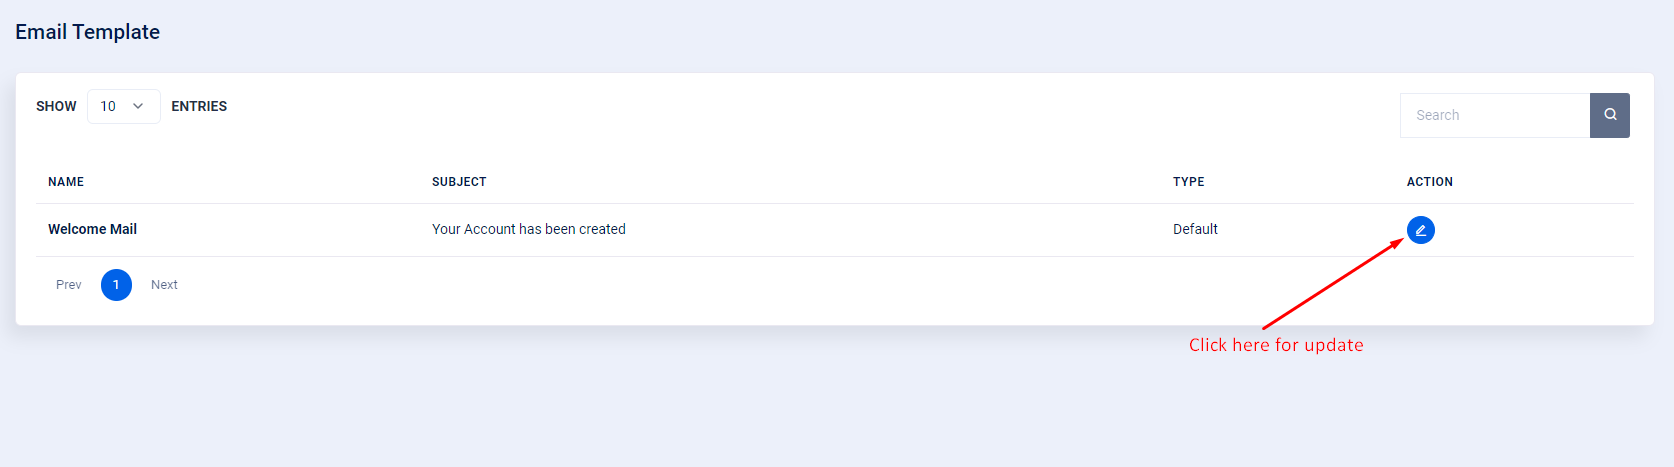 Email Template
SHOW 10 ENTRIES
Search
NAME SUBJECT TYPE ACTION
Welcome Mail Your Account has been created Default
Prev 1 Next
Click here for update